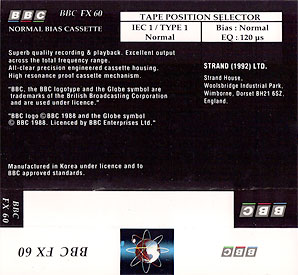 BBC BBC FX 60
NORMAL BIAS CASSETTE
TAPE POSITION SELECTOR
IEC 1 / TYPE 1
Normal
Bias : Normal
EQ : 120 μs
Superb quality recording & playback. Excellent output
across the total frequency range.
All-clear precision engineered cassette housing.
High resonance proof cassette mechanism.
"BBC, the BBC logotype and the Globe symbol are
trademarks of the British Broadcasting Corporation
and are used under licence."
"BBC logo ©BBC 1988 and the Globe symbol
© BBC 1988. Licenced by BBC Enterprises Ltd."
STRAND (1992) LTD.
Strand House,
Woolsbridge Industrial Park,
Wimborne, Dorset BH21 6SZ,
England.
Manufactured in Korea under licence and to
BBC approved standards.
BBC
FX 60
BBC
BBC FX 60
BBC
BBC
FX 60